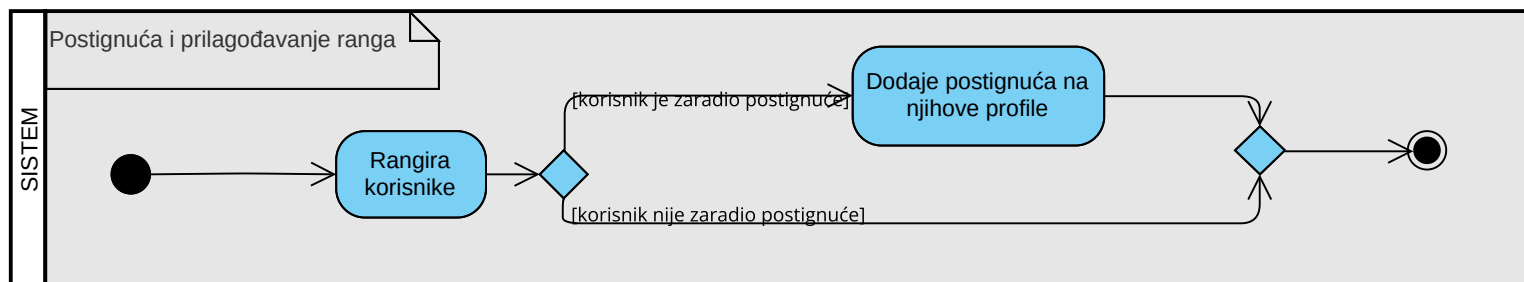 SISTEM
Postignuća i prilagođavanje ranga
Rangira
korisnike
[korisnik je zaradio postignuće]
Dodaje postignuća na
njihove profile
[korisnik nije zaradio postignuće]